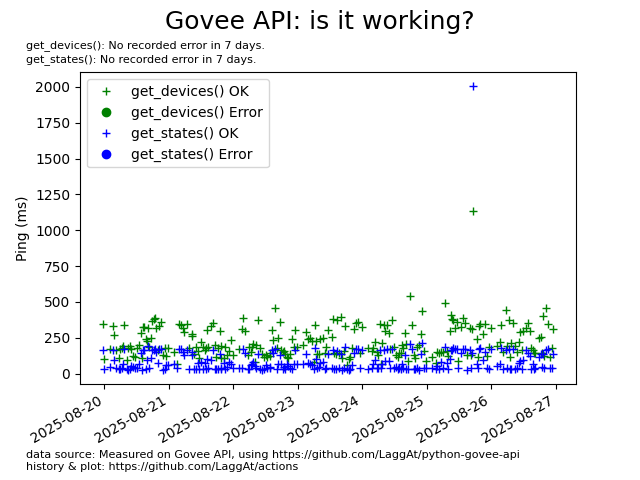 Govee API: is it working?
get_devices(): No recorded error in 7 days.
get_states(): No recorded error in 7 days.
get_devices() OK
get_devices() Error
get_states() OK
get_states() Error
Ping (ms)
2000
1750
1500
1250
1000
750
500
250
0
2025-08-20
2025-08-21
2025-08-22
2025-08-23
2025-08-24
2025-08-25
2025-08-26
2025-08-27
data source: Measured on Govee API, using https://github.com/LaggAt/python-govee-api
history & plot: https://github.com/LaggAt/actions